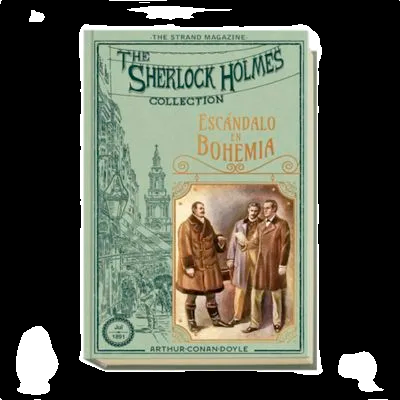 ·THE STRAND MAGAZINE·
THE
SHERLOCK HOLMES
COLLECTION
ESCÁNDALO
EN
BOHEMIA
Jul
1891
ARTHUR·CONAN·DOYLE